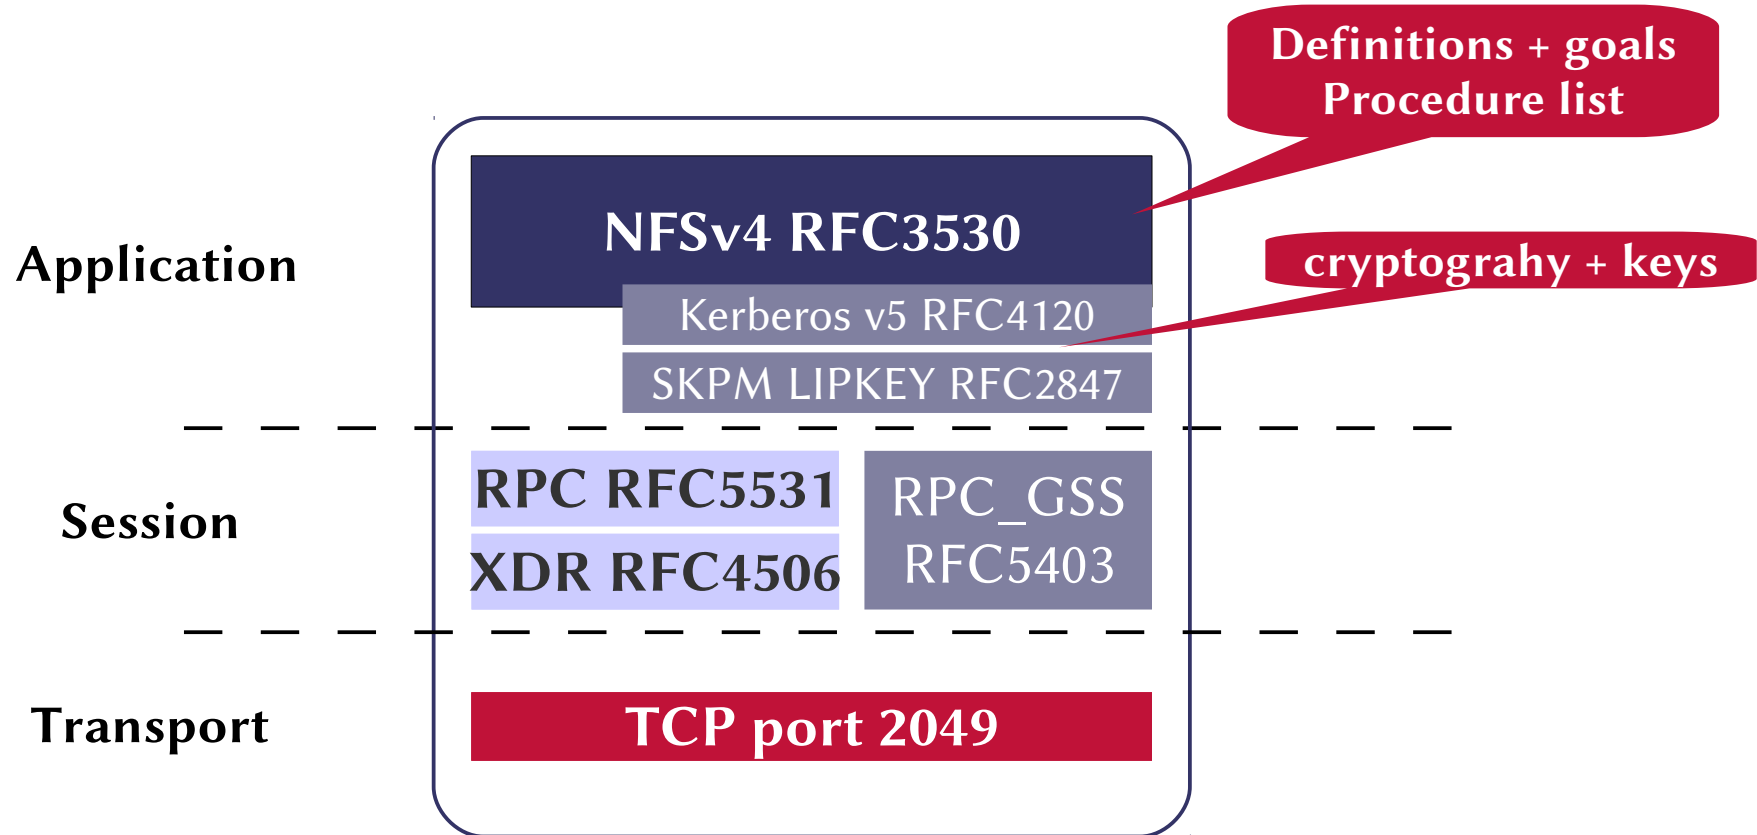 Definitions + goals
Procedure list
NFSv4 RFC3530
Application
cryptograhy + keys
Kerberos v5 RFC4120
SKPM LIPKEY RFC2847
RPC RFC5531
RPC_GSS
Session
RFC5403
XDR RFC4506
Transport
TCP port 2049